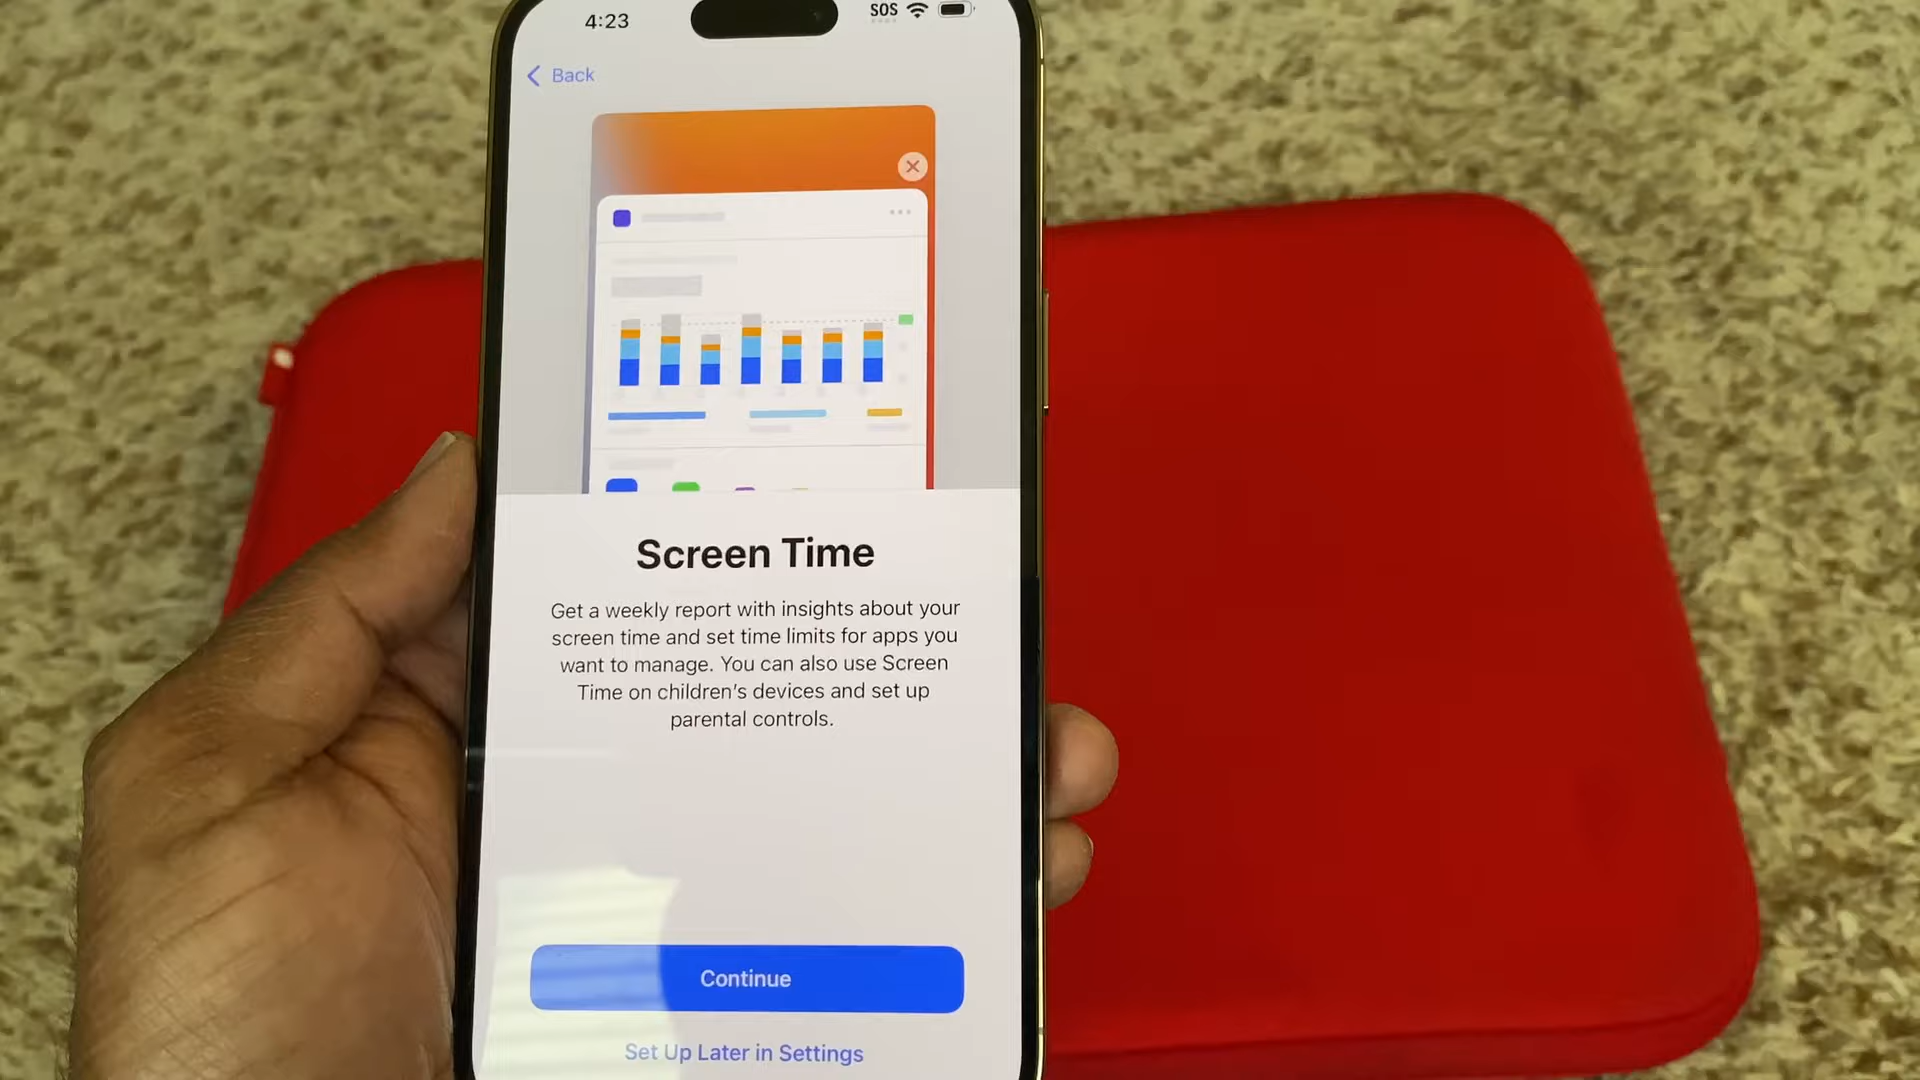 4:23
SOS
Back
Screen Time
Get a weekly report with insights about your
screen time and set time limits for apps you
want to manage. You can also use Screen
Time on children's devices and set up
parental controls.
Continue
Set Up Later in Settings